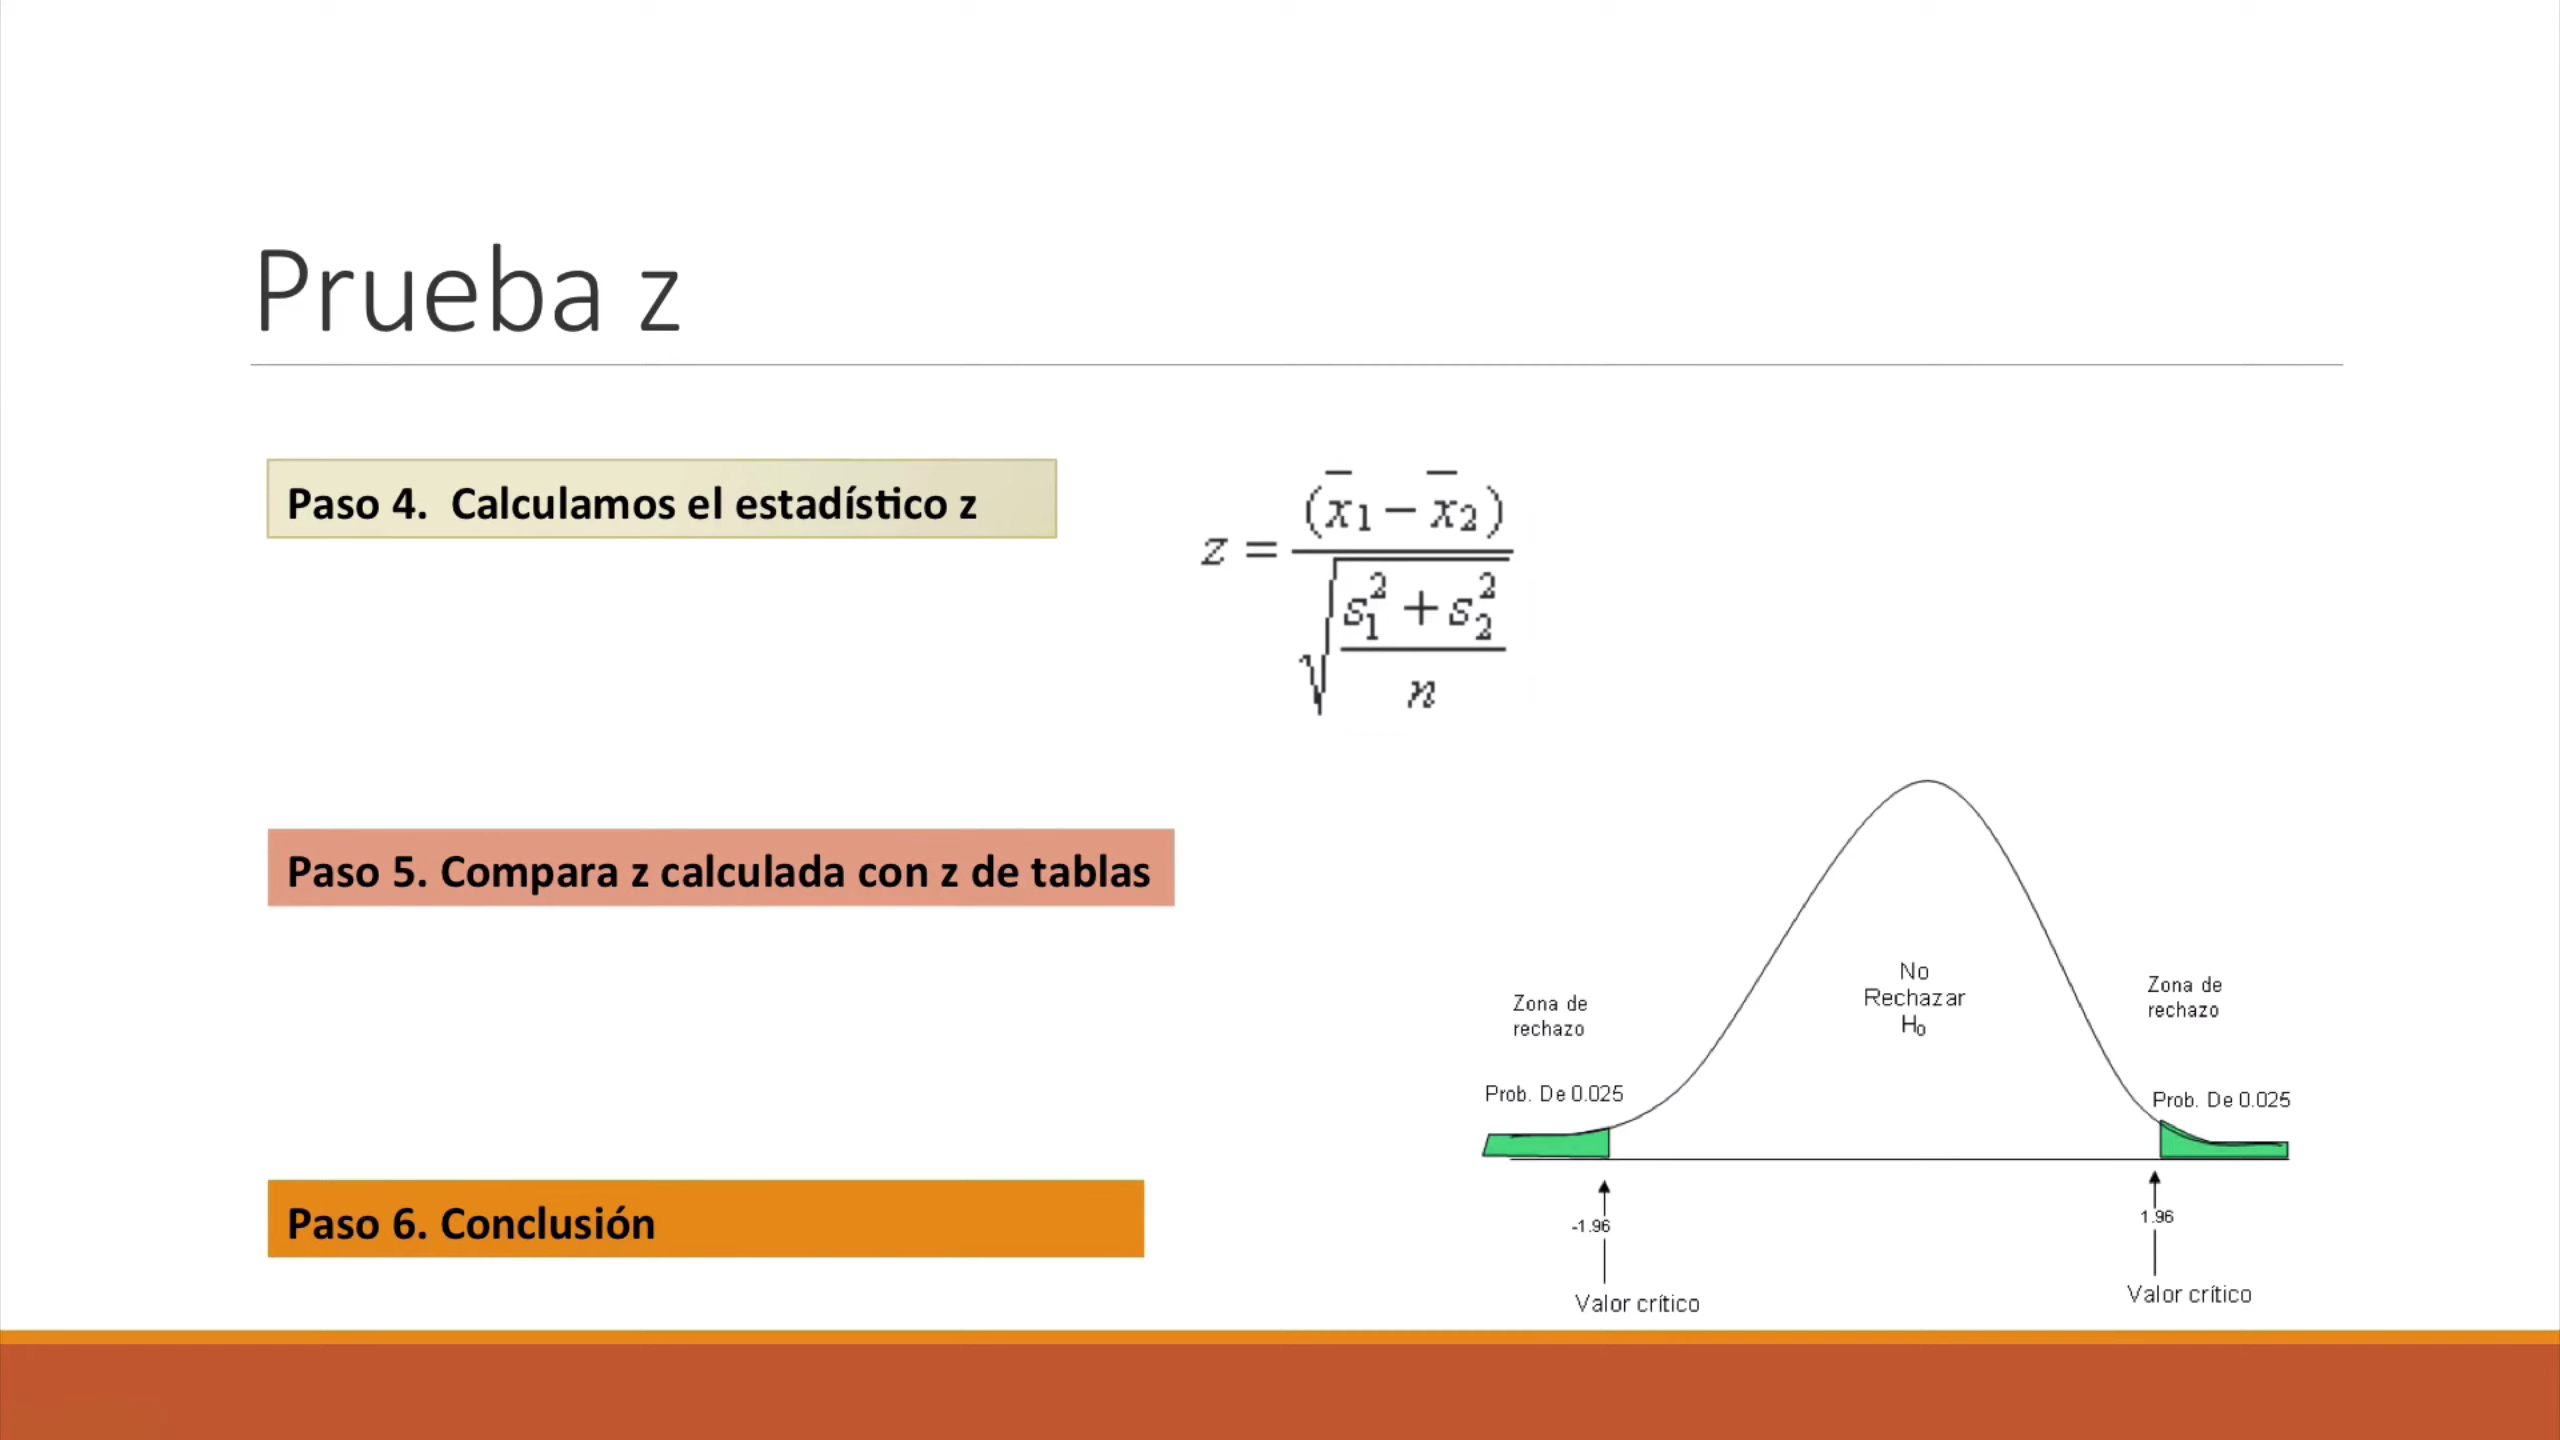 Prueba z
Paso 4.  Calculamos el estadístico z
z = (x̄₁ − x̄₂) / √((s₁² + s₂²) / n)
Paso 5. Compara z calculada con z de tablas
No
Rechazar
H₀
Zona de
rechazo
Zona de
rechazo
Prob. De 0.025
Prob. De 0.025
Paso 6. Conclusión
-1.96
1.96
Valor crítico
Valor crítico